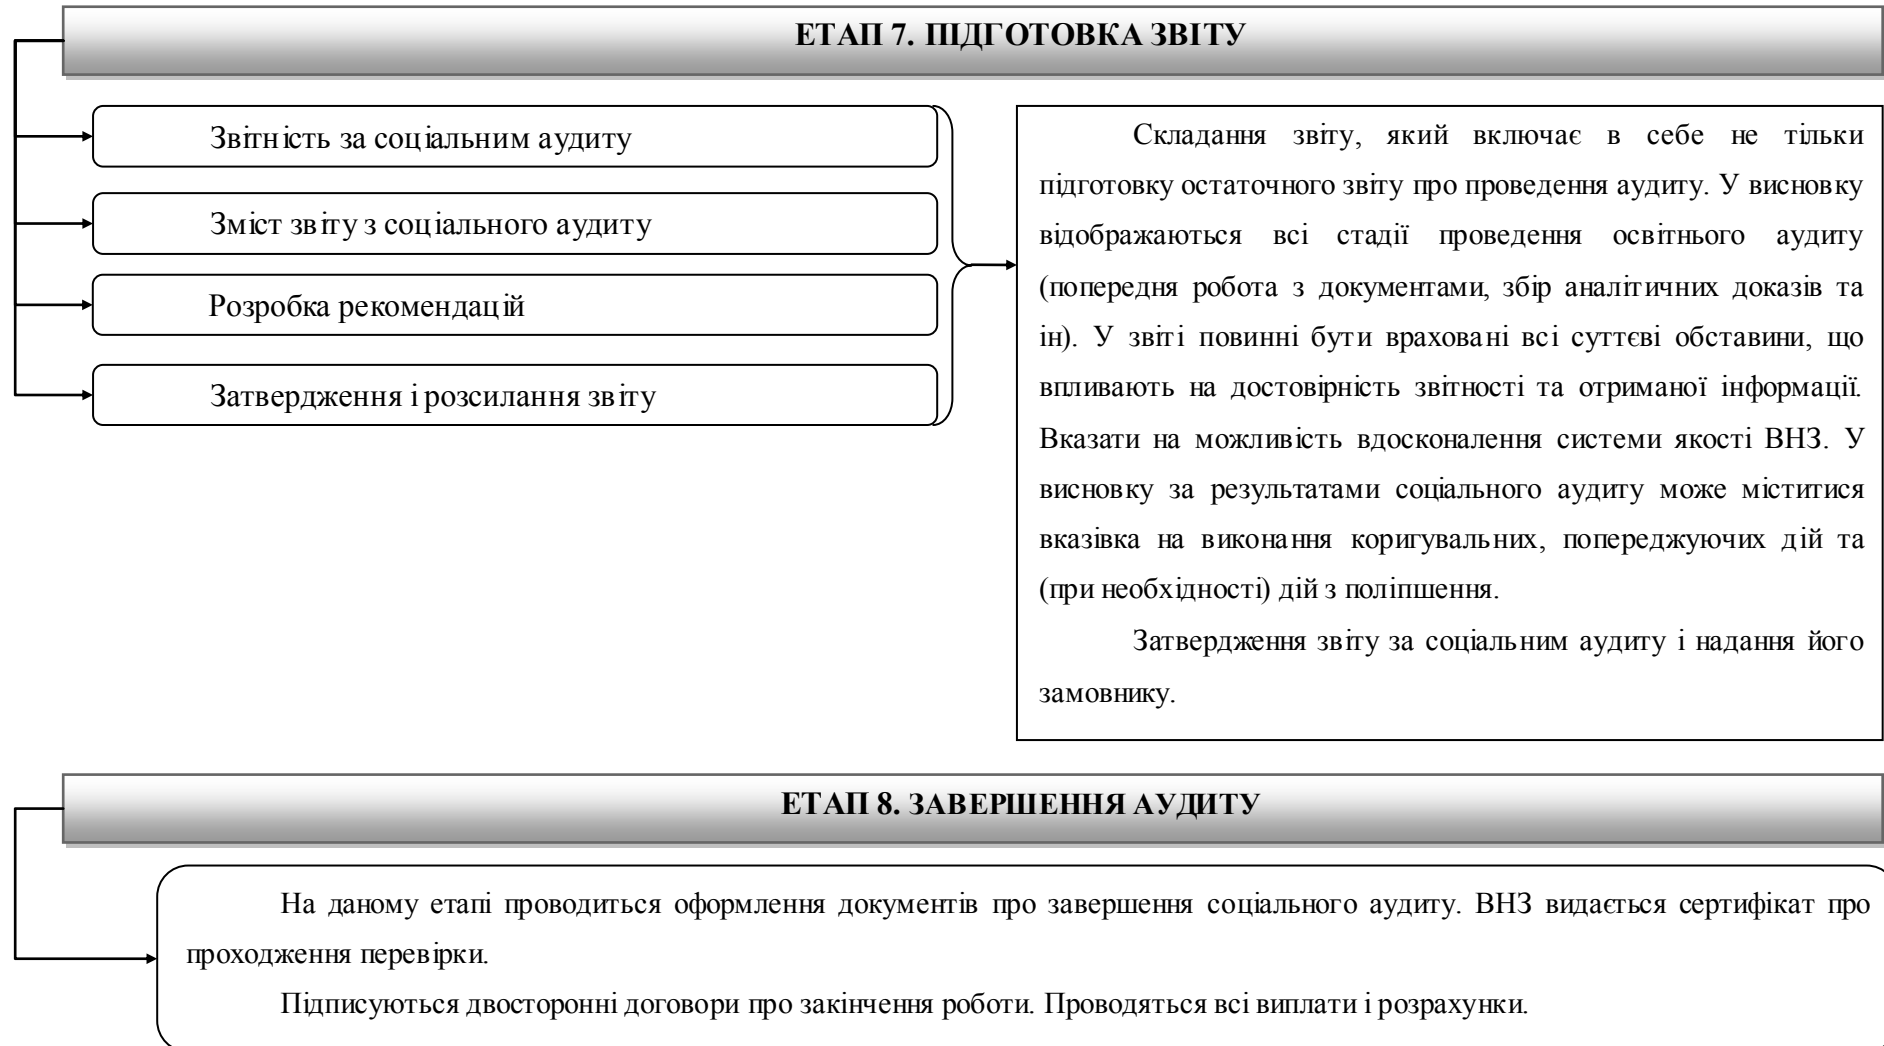 ЕТАП 7. ПІДГОТОВКА ЗВІТУ
Звітність за соціальним аудиту
Зміст звіту з соціального аудиту
Розробка рекомендацій
Затвердження і розсилання звіту
Складання звіту, який включає в себе не тільки
підготовку остаточного звіту про проведення аудиту. У висновку
відображаються всі стадії проведення освітнього аудиту
(попередня робота з документами, збір аналітичних доказів та
ін). У звіті повинні бути враховані всі суттєві обставини, що
впливають на достовірність звітності та отриманої інформації.
Вказати на можливість вдосконалення системи якості ВНЗ. У
висновку за результатами соціального аудиту може міститися
вказівка на виконання коригувальних, попереджуючих дій та
(при необхідності) дій з поліпшення.
Затвердження звіту за соціальним аудиту і надання його
замовнику.
ЕТАП 8. ЗАВЕРШЕННЯ АУДИТУ
На даному етапі проводиться оформлення документів про завершення соціального аудиту. ВНЗ видається сертифікат про
проходження перевірки.
Підписуються двосторонні договори про закінчення роботи. Проводяться всі виплати і розрахунки.